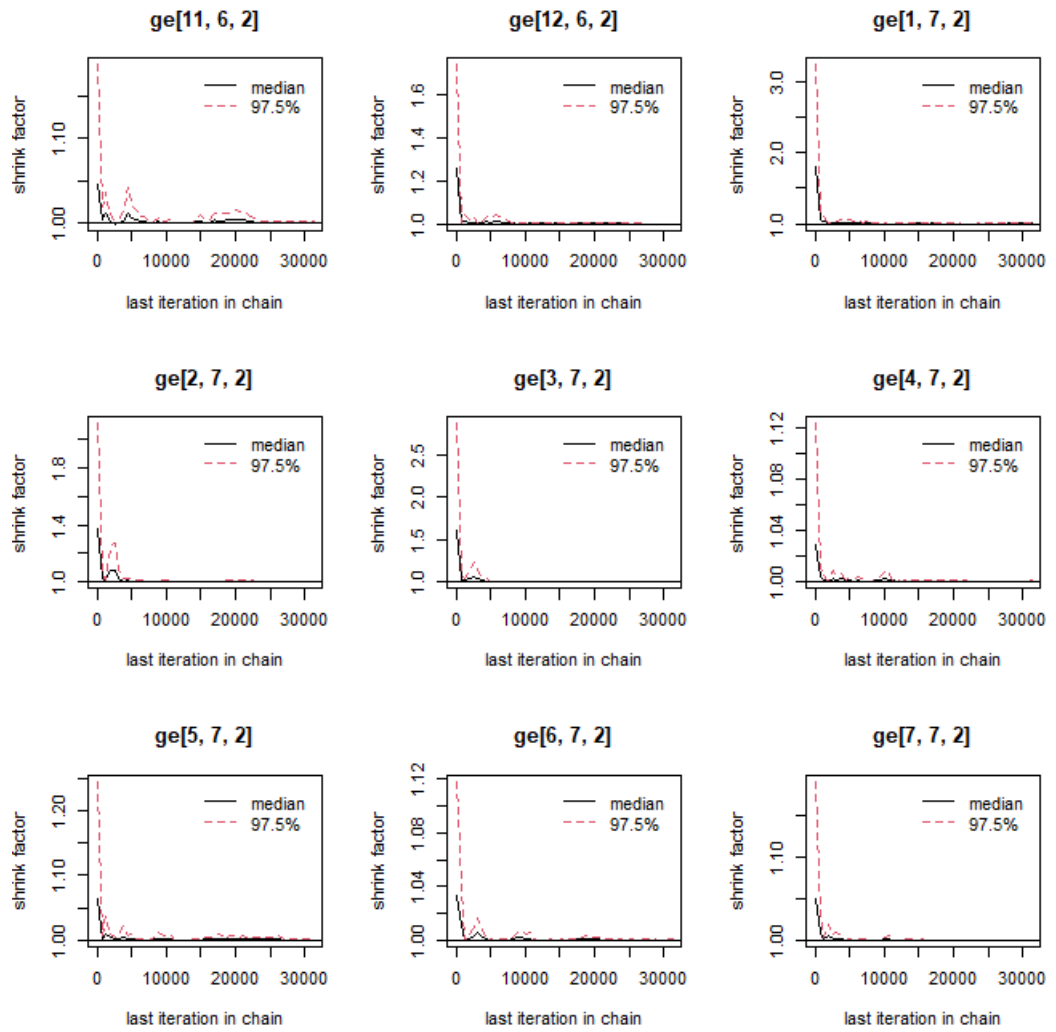 ge[11, 6, 2]
shrink factor
1.00 1.10
median
97.5%
0 10000 20000 30000
last iteration in chain
ge[12, 6, 2]
shrink factor
1.0 1.2 1.4 1.6
median
97.5%
0 10000 20000 30000
last iteration in chain
ge[1, 7, 2]
shrink factor
1.0 2.0 3.0
median
97.5%
0 10000 20000 30000
last iteration in chain
ge[2, 7, 2]
shrink factor
1.0 1.4 1.8
median
97.5%
0 10000 20000 30000
last iteration in chain
ge[3, 7, 2]
shrink factor
1.0 1.5 2.0 2.5
median
97.5%
0 10000 20000 30000
last iteration in chain
ge[4, 7, 2]
shrink factor
1.00 1.04 1.08 1.12
median
97.5%
0 10000 20000 30000
last iteration in chain
ge[5, 7, 2]
shrink factor
1.00 1.10 1.20
median
97.5%
0 10000 20000 30000
last iteration in chain
ge[6, 7, 2]
shrink factor
1.00 1.04 1.08 1.12
median
97.5%
0 10000 20000 30000
last iteration in chain
ge[7, 7, 2]
shrink factor
1.00 1.10
median
97.5%
0 10000 20000 30000
last iteration in chain